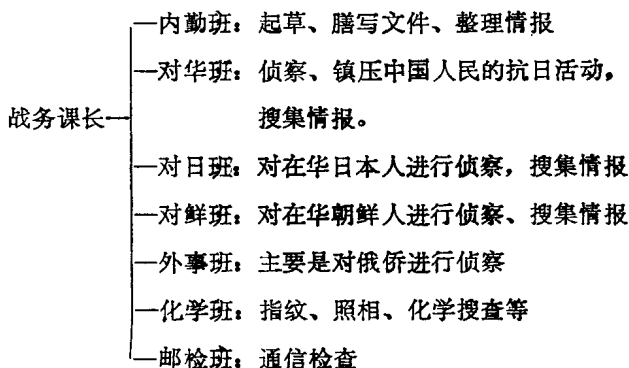 内勤班：起草、膳写文件、整理情报
对华班：侦察、镇压中国人民的抗日活动，
战务课长
搜集情报。
对日班：对在华日本人进行侦察，搜集情报
对鲜班：对在华朝鲜人进行侦察、搜集情报
外事班：主要是对俄侨进行侦察
化学班：指纹、照相、化学搜查等
邮检班：通信检查